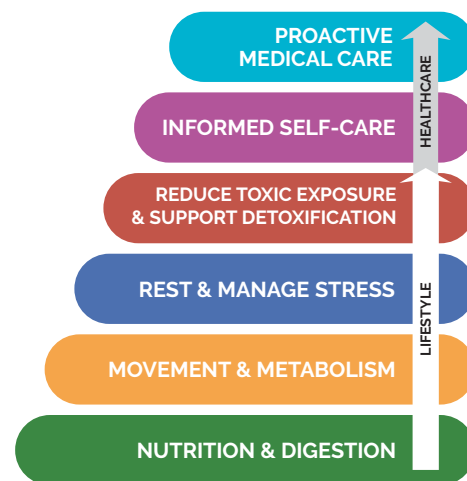 PROACTIVE
MEDICAL CARE
HEALTHCARE
INFORMED SELF-CARE
REDUCE TOXIC EXPOSURE
& SUPPORT DETOXIFICATION
REST & MANAGE STRESS
LIFESTYLE
MOVEMENT & METABOLISM
NUTRITION & DIGESTION